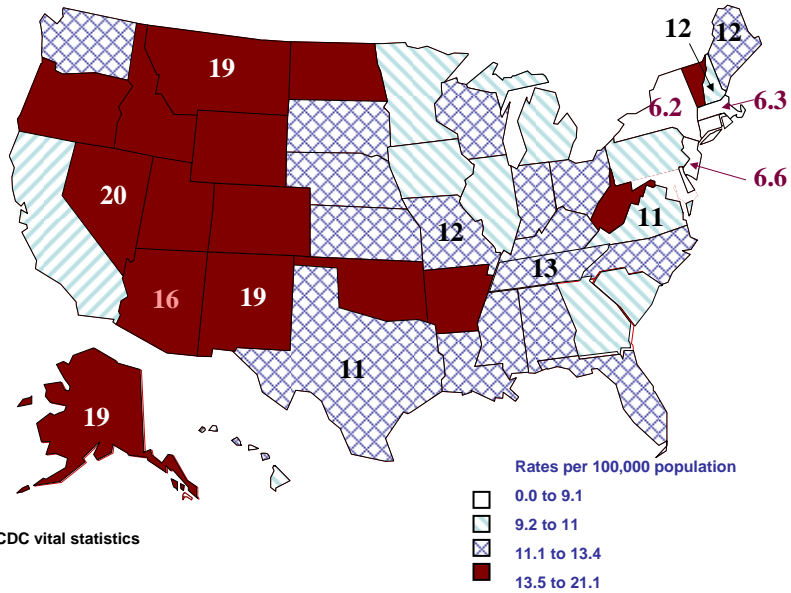 12
12
19
6.2
6.3
6.6
20
11
12
13
16
19
11
19
Rates per 100,000 population
0.0 to 9.1
9.2 to 11
11.1 to 13.4
13.5 to 21.1
CDC vital statistics